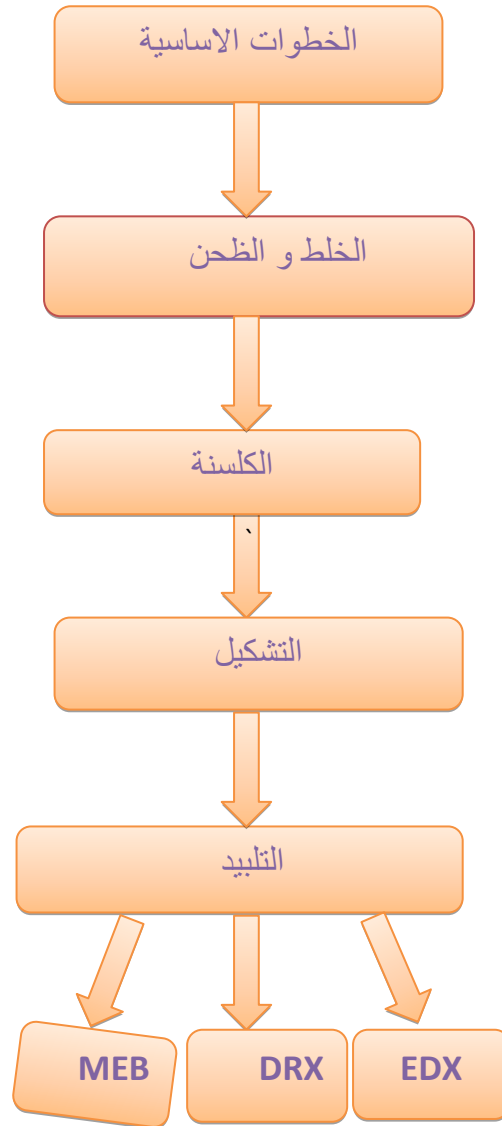 الخطوات الاساسية
الخلط و الظحن
الكلسنة
`
التشكيل
التلبيد
MEB DRX EDX